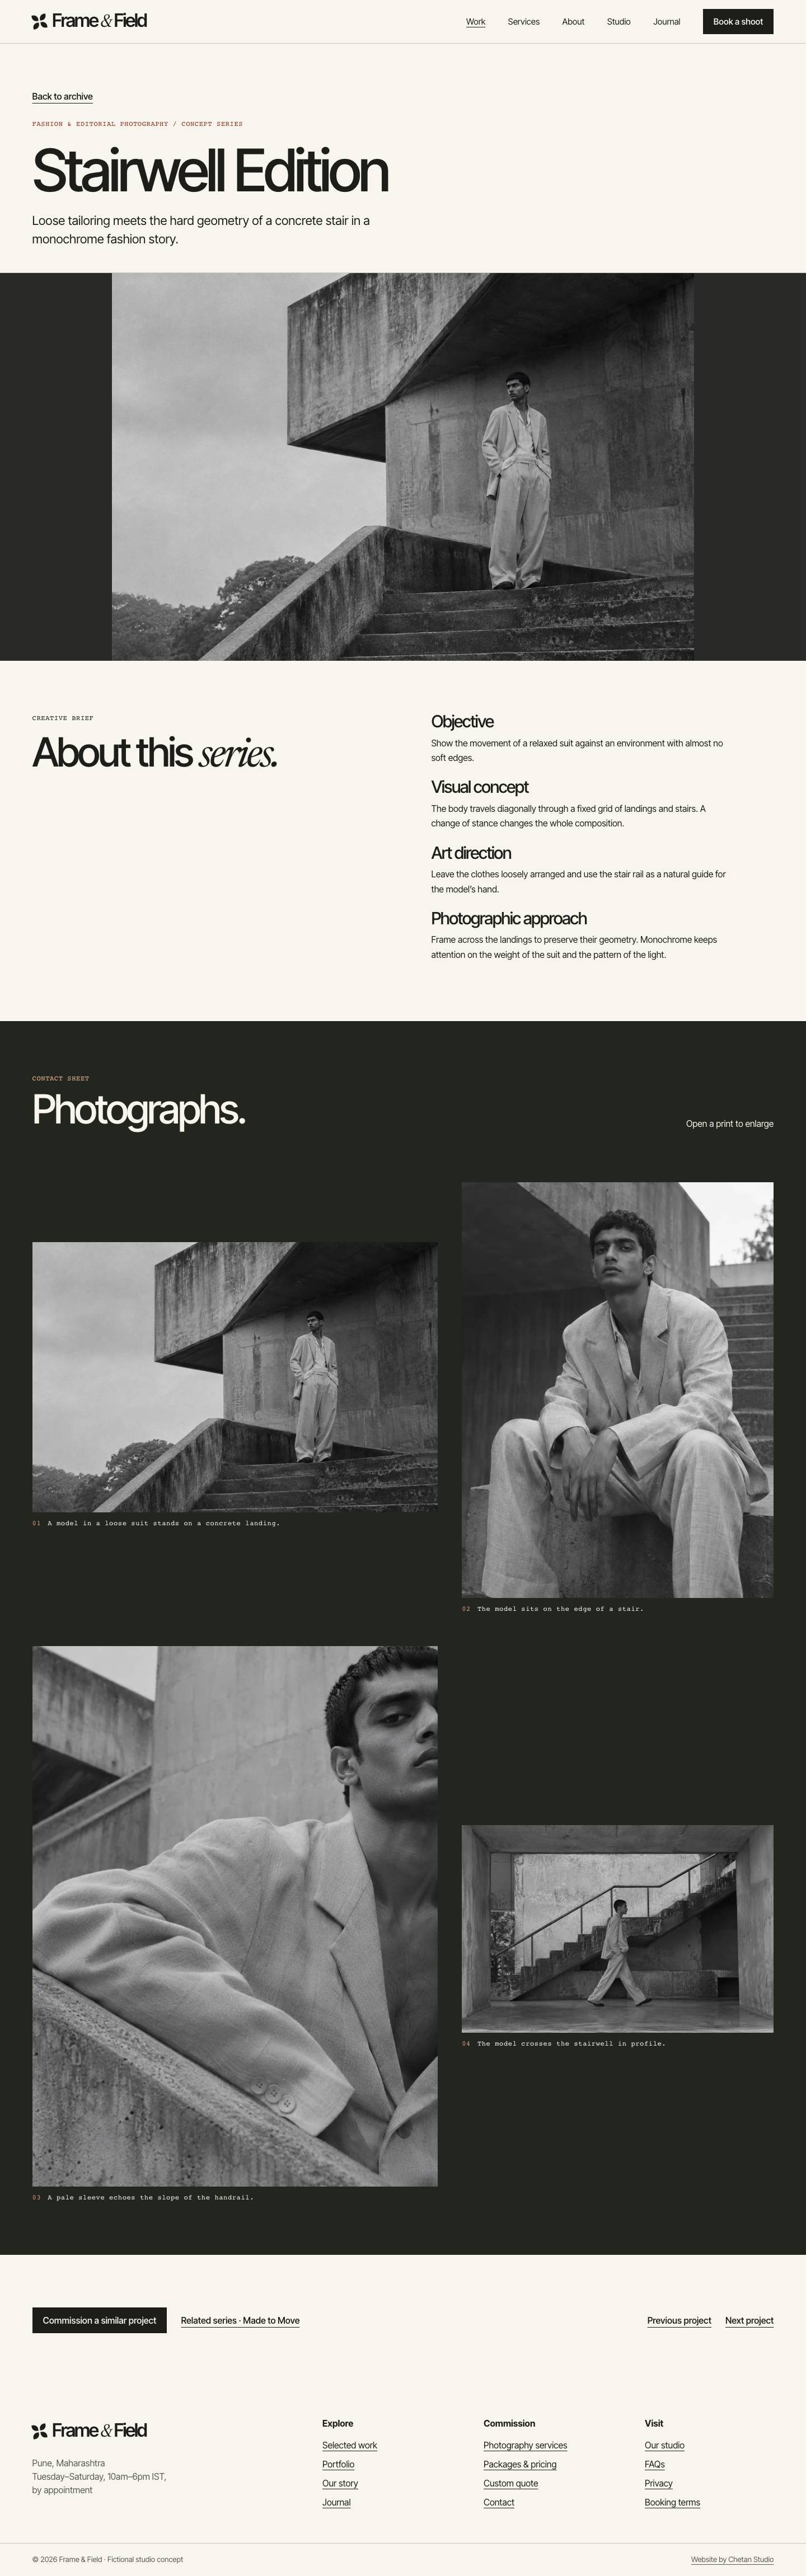 Frame & Field
Work
Services
About
Studio
Journal
Book a shoot
Back to archive
FASHION & EDITORIAL PHOTOGRAPHY / CONCEPT SERIES
Stairwell Edition
Loose tailoring meets the hard geometry of a concrete stair in a
monochrome fashion story.
CREATIVE BRIEF
About this series.
Objective
Show the movement of a relaxed suit against an environment with almost no
soft edges.
Visual concept
The body travels diagonally through a fixed grid of landings and stairs. A
change of stance changes the whole composition.
Art direction
Leave the clothes loosely arranged and use the stair rail as a natural guide for
the model's hand.
Photographic approach
Frame across the landings to preserve their geometry. Monochrome keeps
attention on the weight of the suit and the pattern of the light.
CONTACT SHEET
Photographs.
Open a print to enlarge
01 A model in a loose suit stands on a concrete landing.
02 The model sits on the edge of a stair.
03 A pale sleeve echoes the slope of the handrail.
04 The model crosses the stairwell in profile.
Commission a similar project
Related series · Made to Move
Previous project
Next project
Frame & Field
Pune, Maharashtra
Tuesday–Saturday, 10am–6pm IST,
by appointment
Explore
Selected work
Portfolio
Our story
Journal
Commission
Photography services
Packages & pricing
Custom quote
Contact
Visit
Our studio
FAQs
Privacy
Booking terms
© 2026 Frame & Field · Fictional studio concept
Website by Chetan Studio